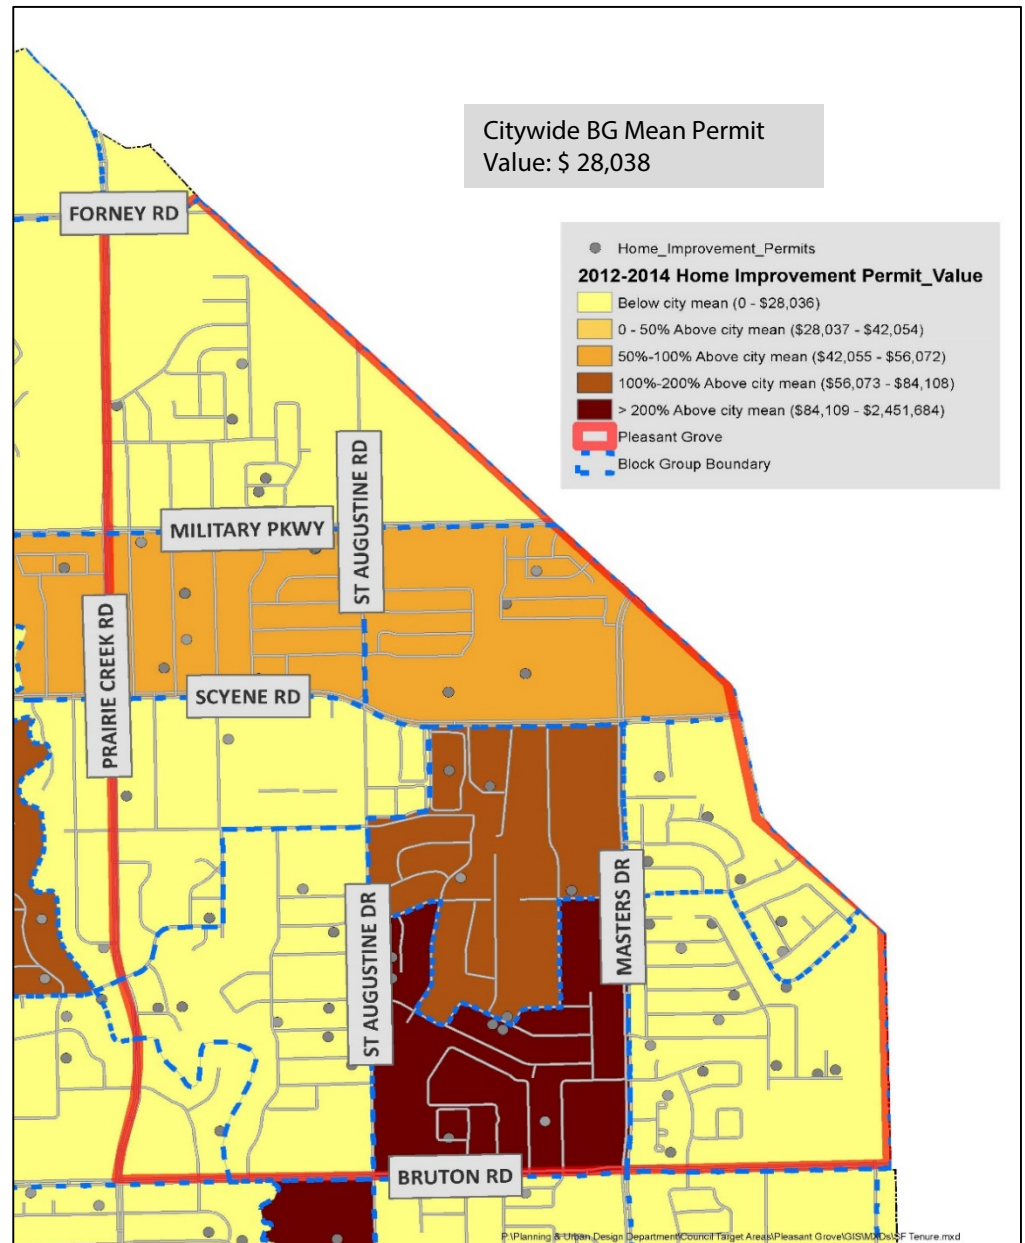 Citywide BG Mean Permit
Value: $ 28,038
FORNEY RD
Home_Improvement_Permits
2012-2014 Home Improvement Permit_Value
Below city mean (0 - $28,036)
0 - 50% Above city mean ($28,037 - $42,054)
50%-100% Above city mean ($42,055 - $56,072)
100%-200% Above city mean ($56,073 - $84,108)
> 200% Above city mean ($84,109 - $2,451,684)
Pleasant Grove
Block Group Boundary
ST AUGUSTINE RD
MILITARY PKWY
PRAIRIE CREEK RD
SCYENE RD
ST AUGUSTINE DR
MASTERS DR
BRUTON RD
P:\Planning & Urban Design Department\Council Target Areas\Pleasant Grove\GIS\MXDs\SF Tenure.mxd